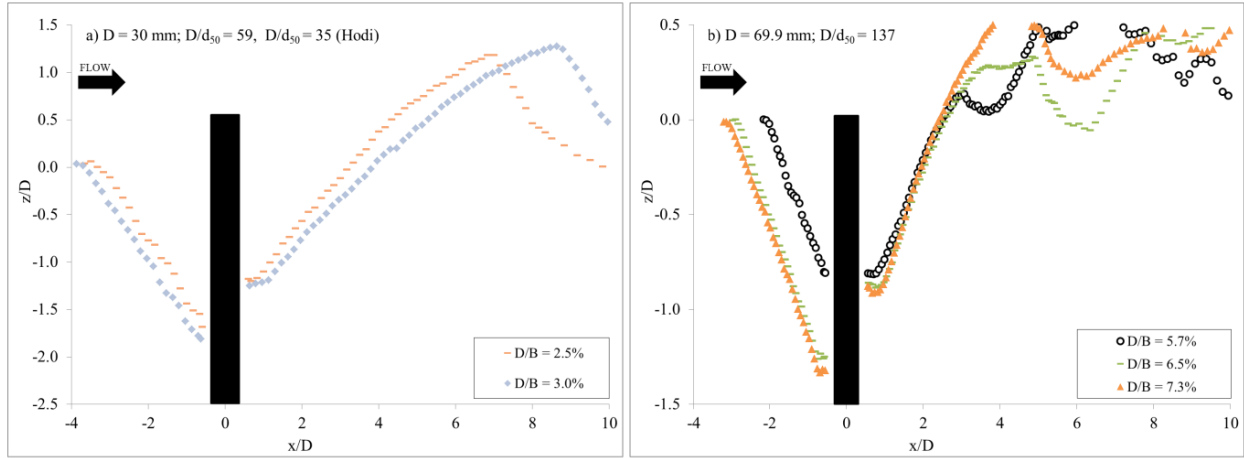 a) D = 30 mm; D/d50 = 59, D/d50 = 35 (Hodi)
FLOW
1.5
1.0
0.5
0.0
-0.5
-1.0
-1.5
-2.0
-2.5
z/D
-4 -2 0 2 4 6 8 10
x/D
D/B = 2.5%
D/B = 3.0%
b) D = 69.9 mm; D/d50 = 137
FLOW
0.5
0.0
-0.5
-1.0
-1.5
z/D
-4 -2 0 2 4 6 8 10
x/D
D/B = 5.7%
D/B = 6.5%
D/B = 7.3%